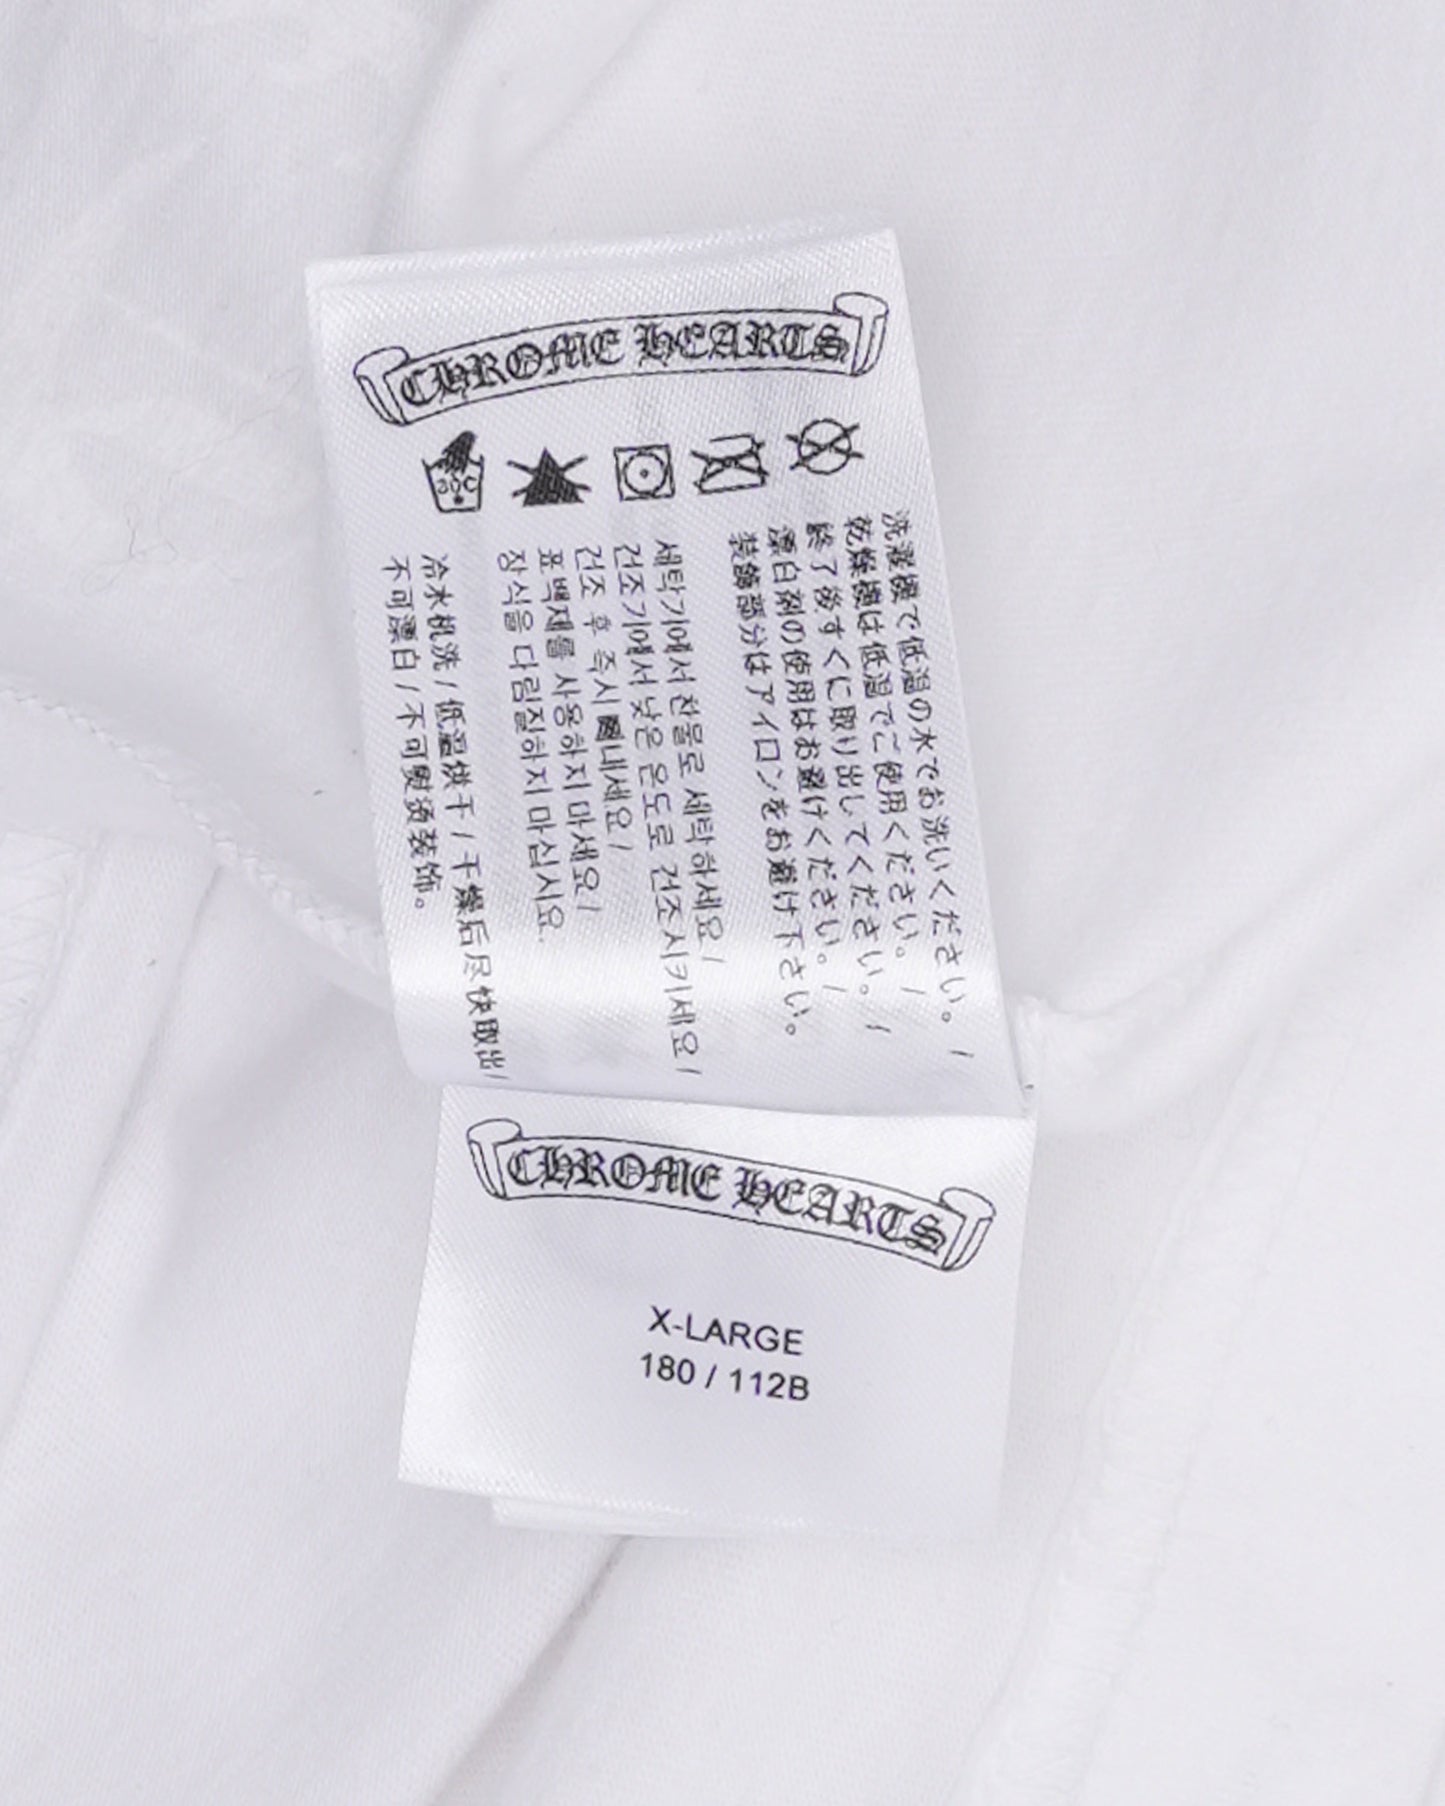 CHROME HEARTS
30C
洗濯機で低温の水でお洗いください。/
乾燥機は低温でご使用ください。/
終了後すぐに取り出してください。/
漂白剤の使用はお避けください。/
装飾部分はアイロンをお避け下さい。
세탁기에서 찬물로 세탁 하세요/
건조기에서 낮은 온도로 건조시키세요/
건조 후 즉시 내세요/
표백제를 사용하지 마세요/
장식을 다림질하지 마십시요.
冷水机洗/低温烘干/干燥后尽快取出/
不可漂白/不可熨烫装饰。
CHROME HEARTS
X-LARGE
180 / 112B